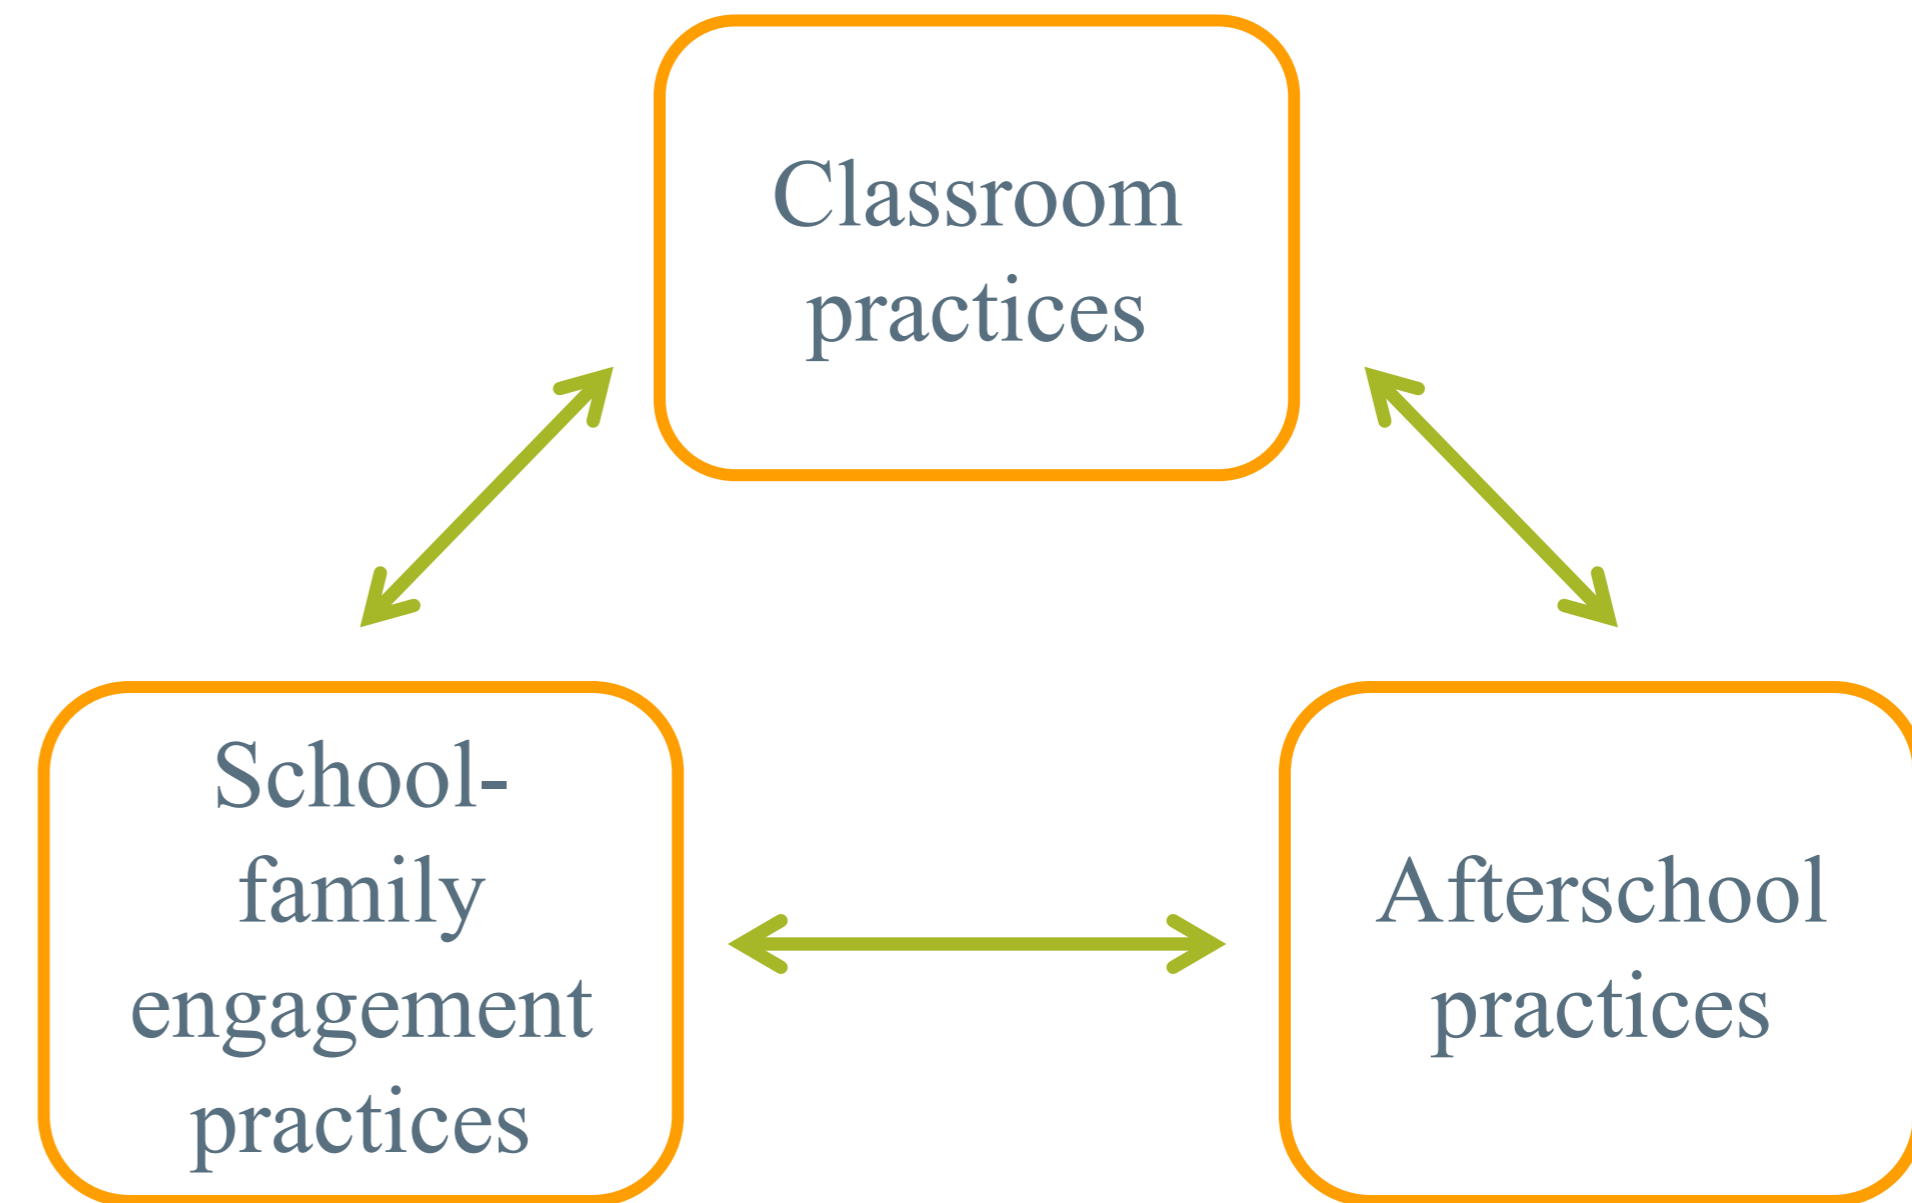 Classroom
practices
School-
family
engagement
practices
Afterschool
practices